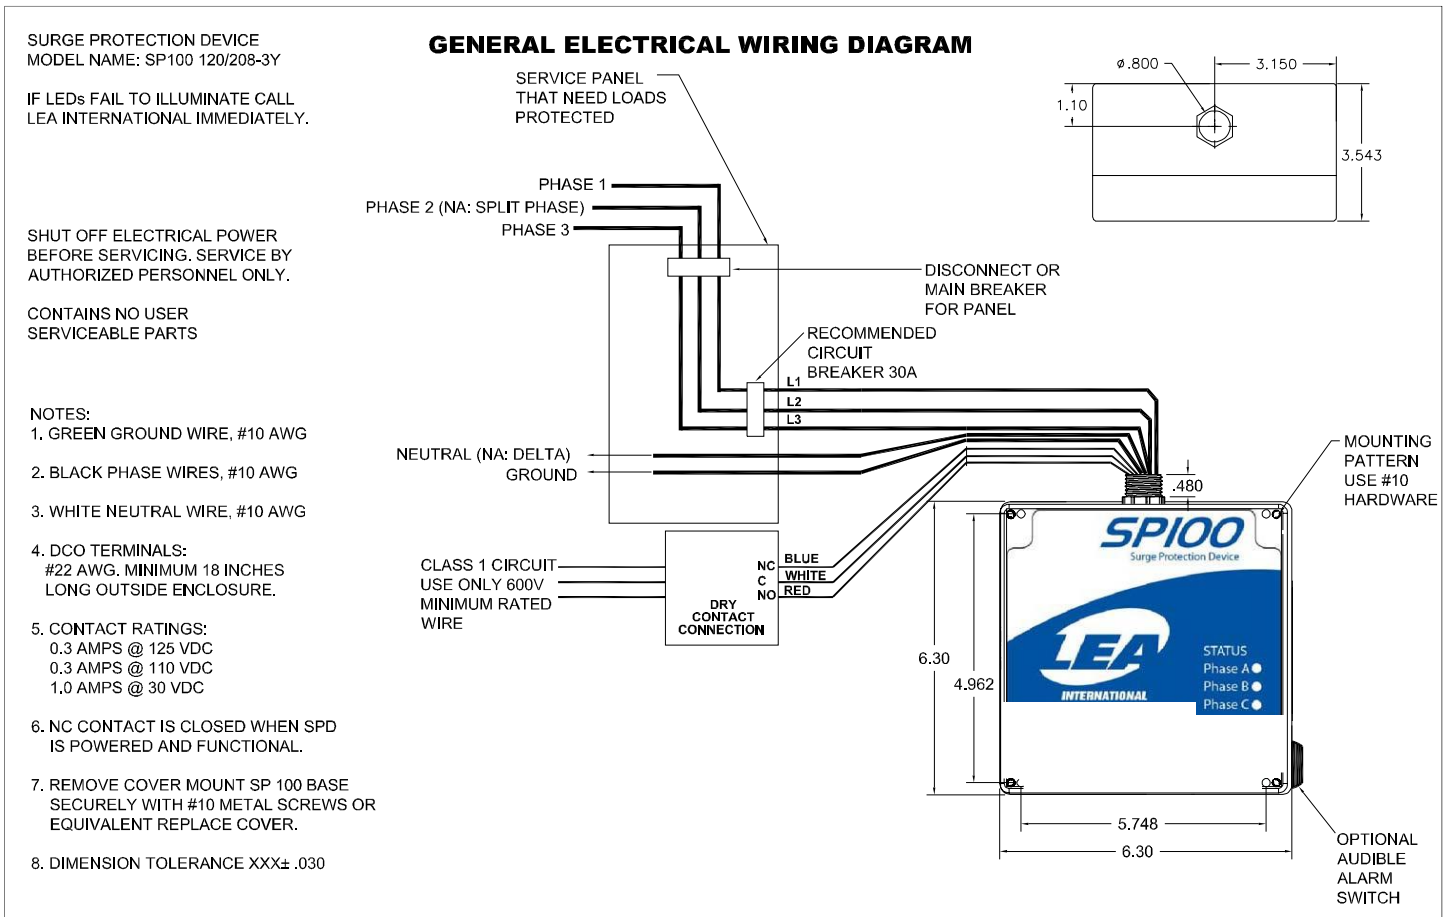 SURGE PROTECTION DEVICE
MODEL NAME: SP100 120/208-3Y
IF LEDs FAIL TO ILLUMINATE CALL
LEA INTERNATIONAL IMMEDIATELY.
SHUT OFF ELECTRICAL POWER
BEFORE SERVICING. SERVICE BY
AUTHORIZED PERSONNEL ONLY.
CONTAINS NO USER
SERVICEABLE PARTS
NOTES:
1. GREEN GROUND WIRE, #10 AWG
2. BLACK PHASE WIRES, #10 AWG
3. WHITE NEUTRAL WIRE, #10 AWG
4. DCO TERMINALS:
#22 AWG. MINIMUM 18 INCHES
LONG OUTSIDE ENCLOSURE.
5. CONTACT RATINGS:
0.3 AMPS @ 125 VDC
0.3 AMPS @ 110 VDC
1.0 AMPS @ 30 VDC
6. NC CONTACT IS CLOSED WHEN SPD
IS POWERED AND FUNCTIONAL.
7. REMOVE COVER MOUNT SP 100 BASE
SECURELY WITH #10 METAL SCREWS OR
EQUIVALENT REPLACE COVER.
8. DIMENSION TOLERANCE XXX± .030
GENERAL ELECTRICAL WIRING DIAGRAM
SERVICE PANEL
THAT NEED LOADS
PROTECTED
PHASE 1
PHASE 2 (NA: SPLIT PHASE)
PHASE 3
DISCONNECT OR
MAIN BREAKER
FOR PANEL
RECOMMENDED
CIRCUIT
BREAKER 30A
L1
L2
L3
NEUTRAL (NA: DELTA)
GROUND
CLASS 1 CIRCUIT
USE ONLY 600V
MINIMUM RATED
WIRE
NC BLUE
C WHITE
NO RED
DRY
CONTACT
CONNECTION
ø.800
3.150
1.10
3.543
.480
MOUNTING
PATTERN
USE #10
HARDWARE
SP100
Surge Protection Device
LEA
INTERNATIONAL
STATUS
Phase A
Phase B
Phase C
6.30
4.962
5.748
6.30
OPTIONAL
AUDIBLE
ALARM
SWITCH